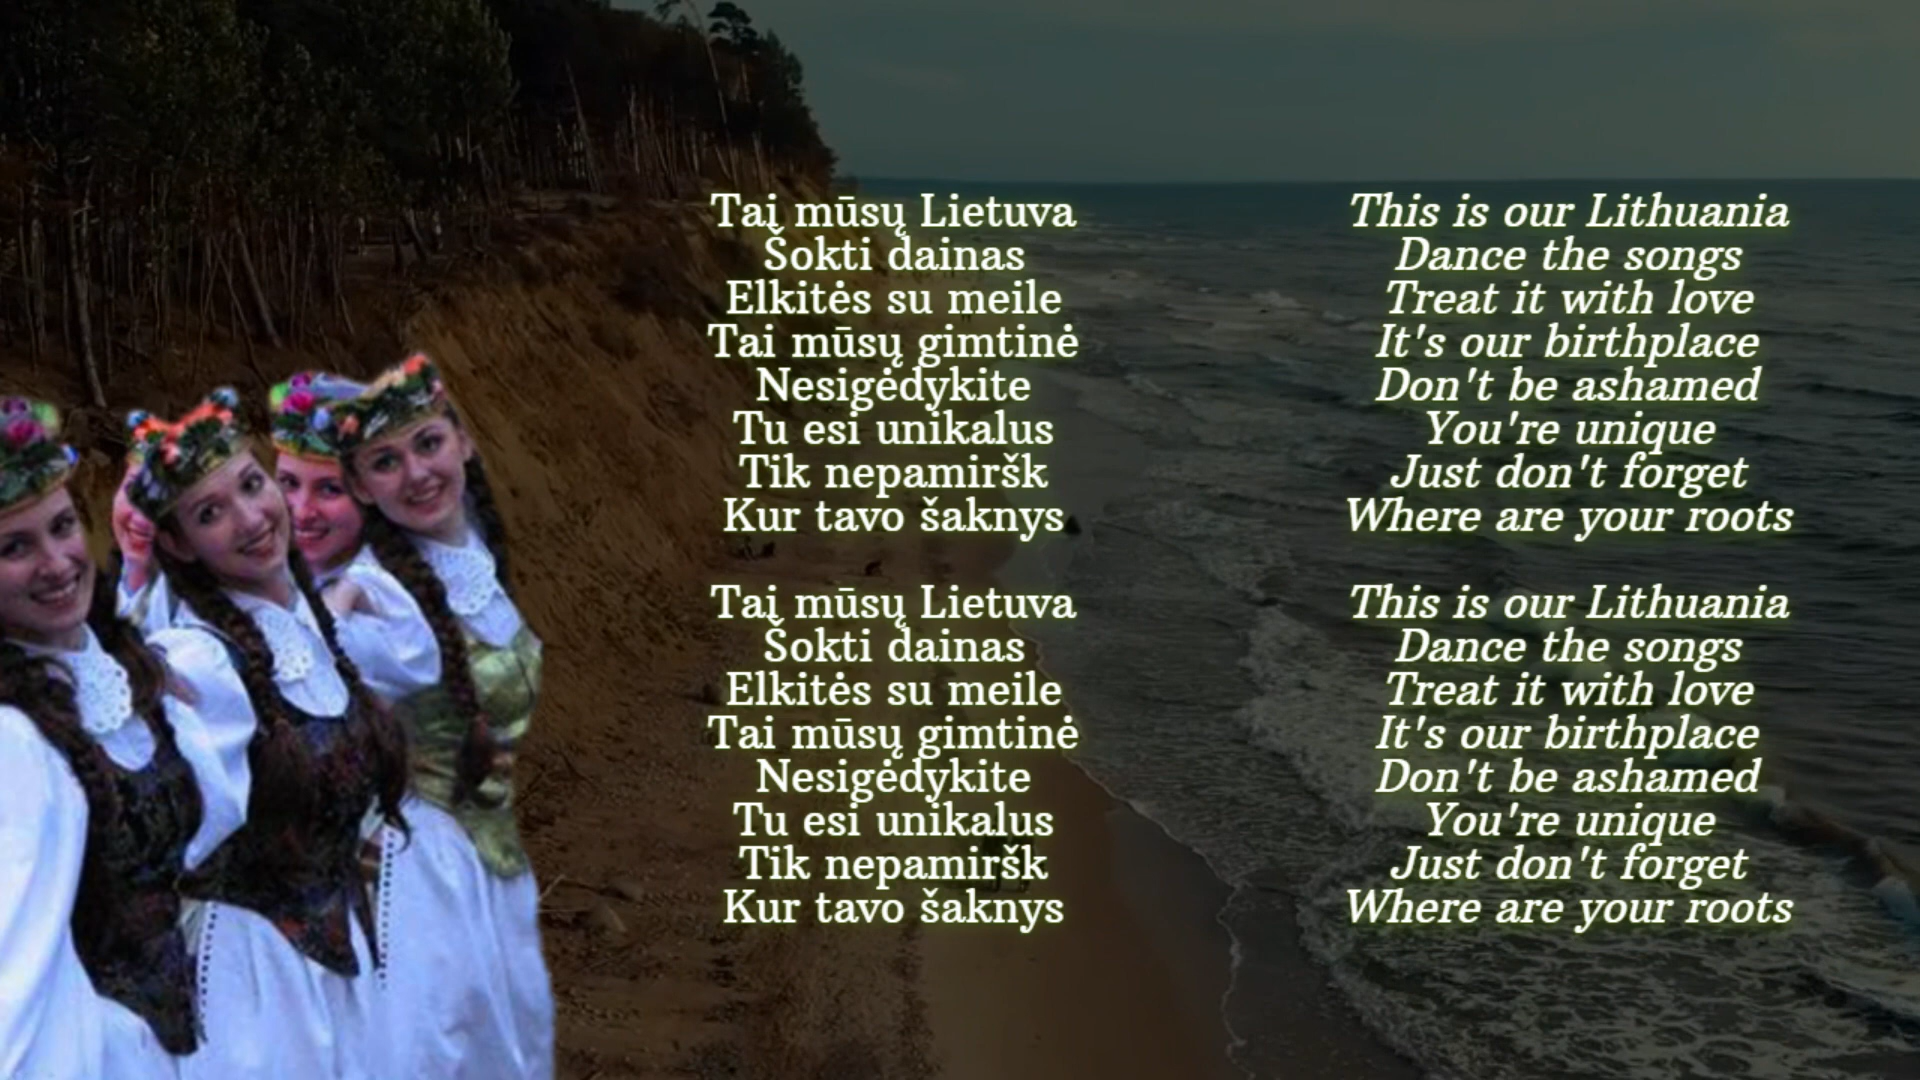 Tai mūsų Lietuva
Šokti dainas
Elkitės su meile
Tai mūsų gimtinė
Nesigėdykite
Tu esi unikalus
Tik nepamiršk
Kur tavo šaknys
Tai mūsų Lietuva
Šokti dainas
Elkitės su meile
Tai mūsų gimtinė
Nesigėdykite
Tu esi unikalus
Tik nepamiršk
Kur tavo šaknys
This is our Lithuania
Dance the songs
Treat it with love
It's our birthplace
Don't be ashamed
You're unique
Just don't forget
Where are your roots
This is our Lithuania
Dance the songs
Treat it with love
It's our birthplace
Don't be ashamed
You're unique
Just don't forget
Where are your roots